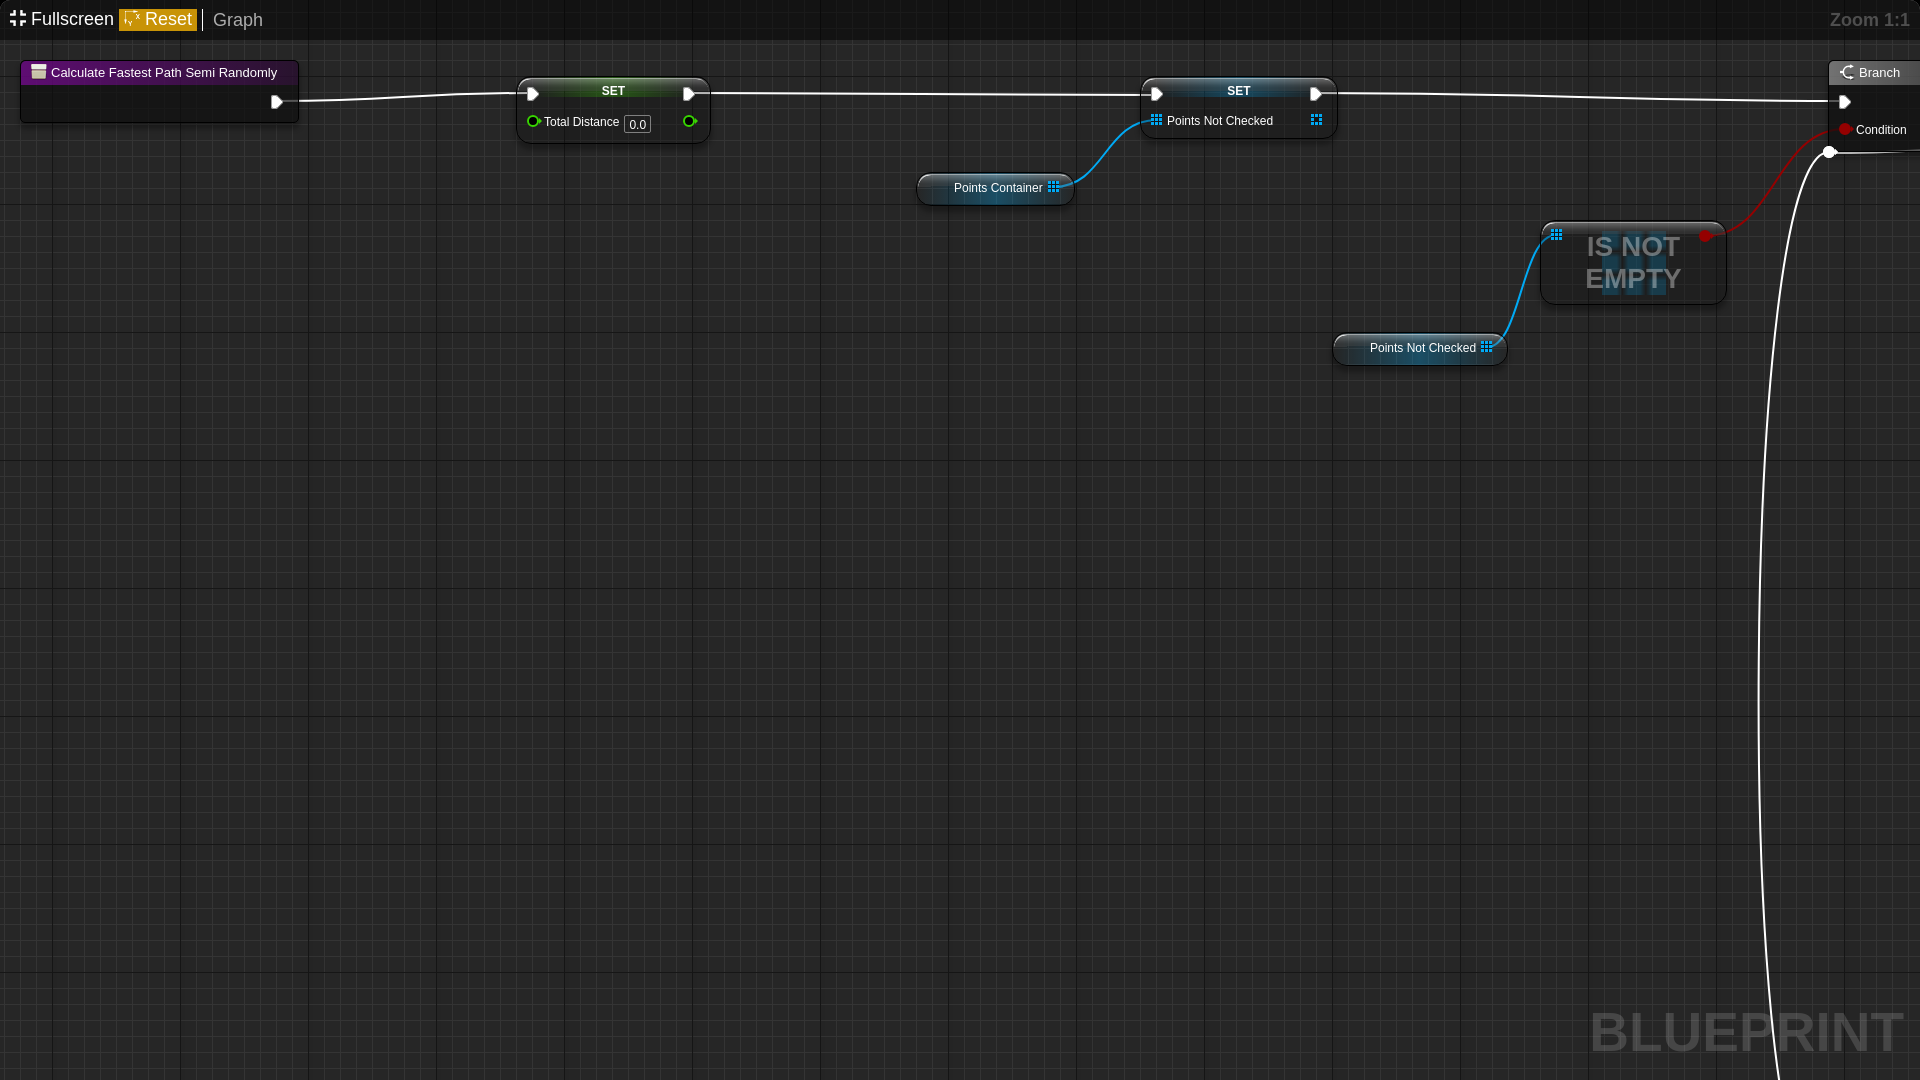 Fullscreen Reset Graph Zoom 1:1
Calculate Fastest Path Semi Randomly
SET
Total Distance 0.0
SET
Points Not Checked
Branch
Condition
Points Container
IS NOT
EMPTY
Points Not Checked
BLUEPRINT